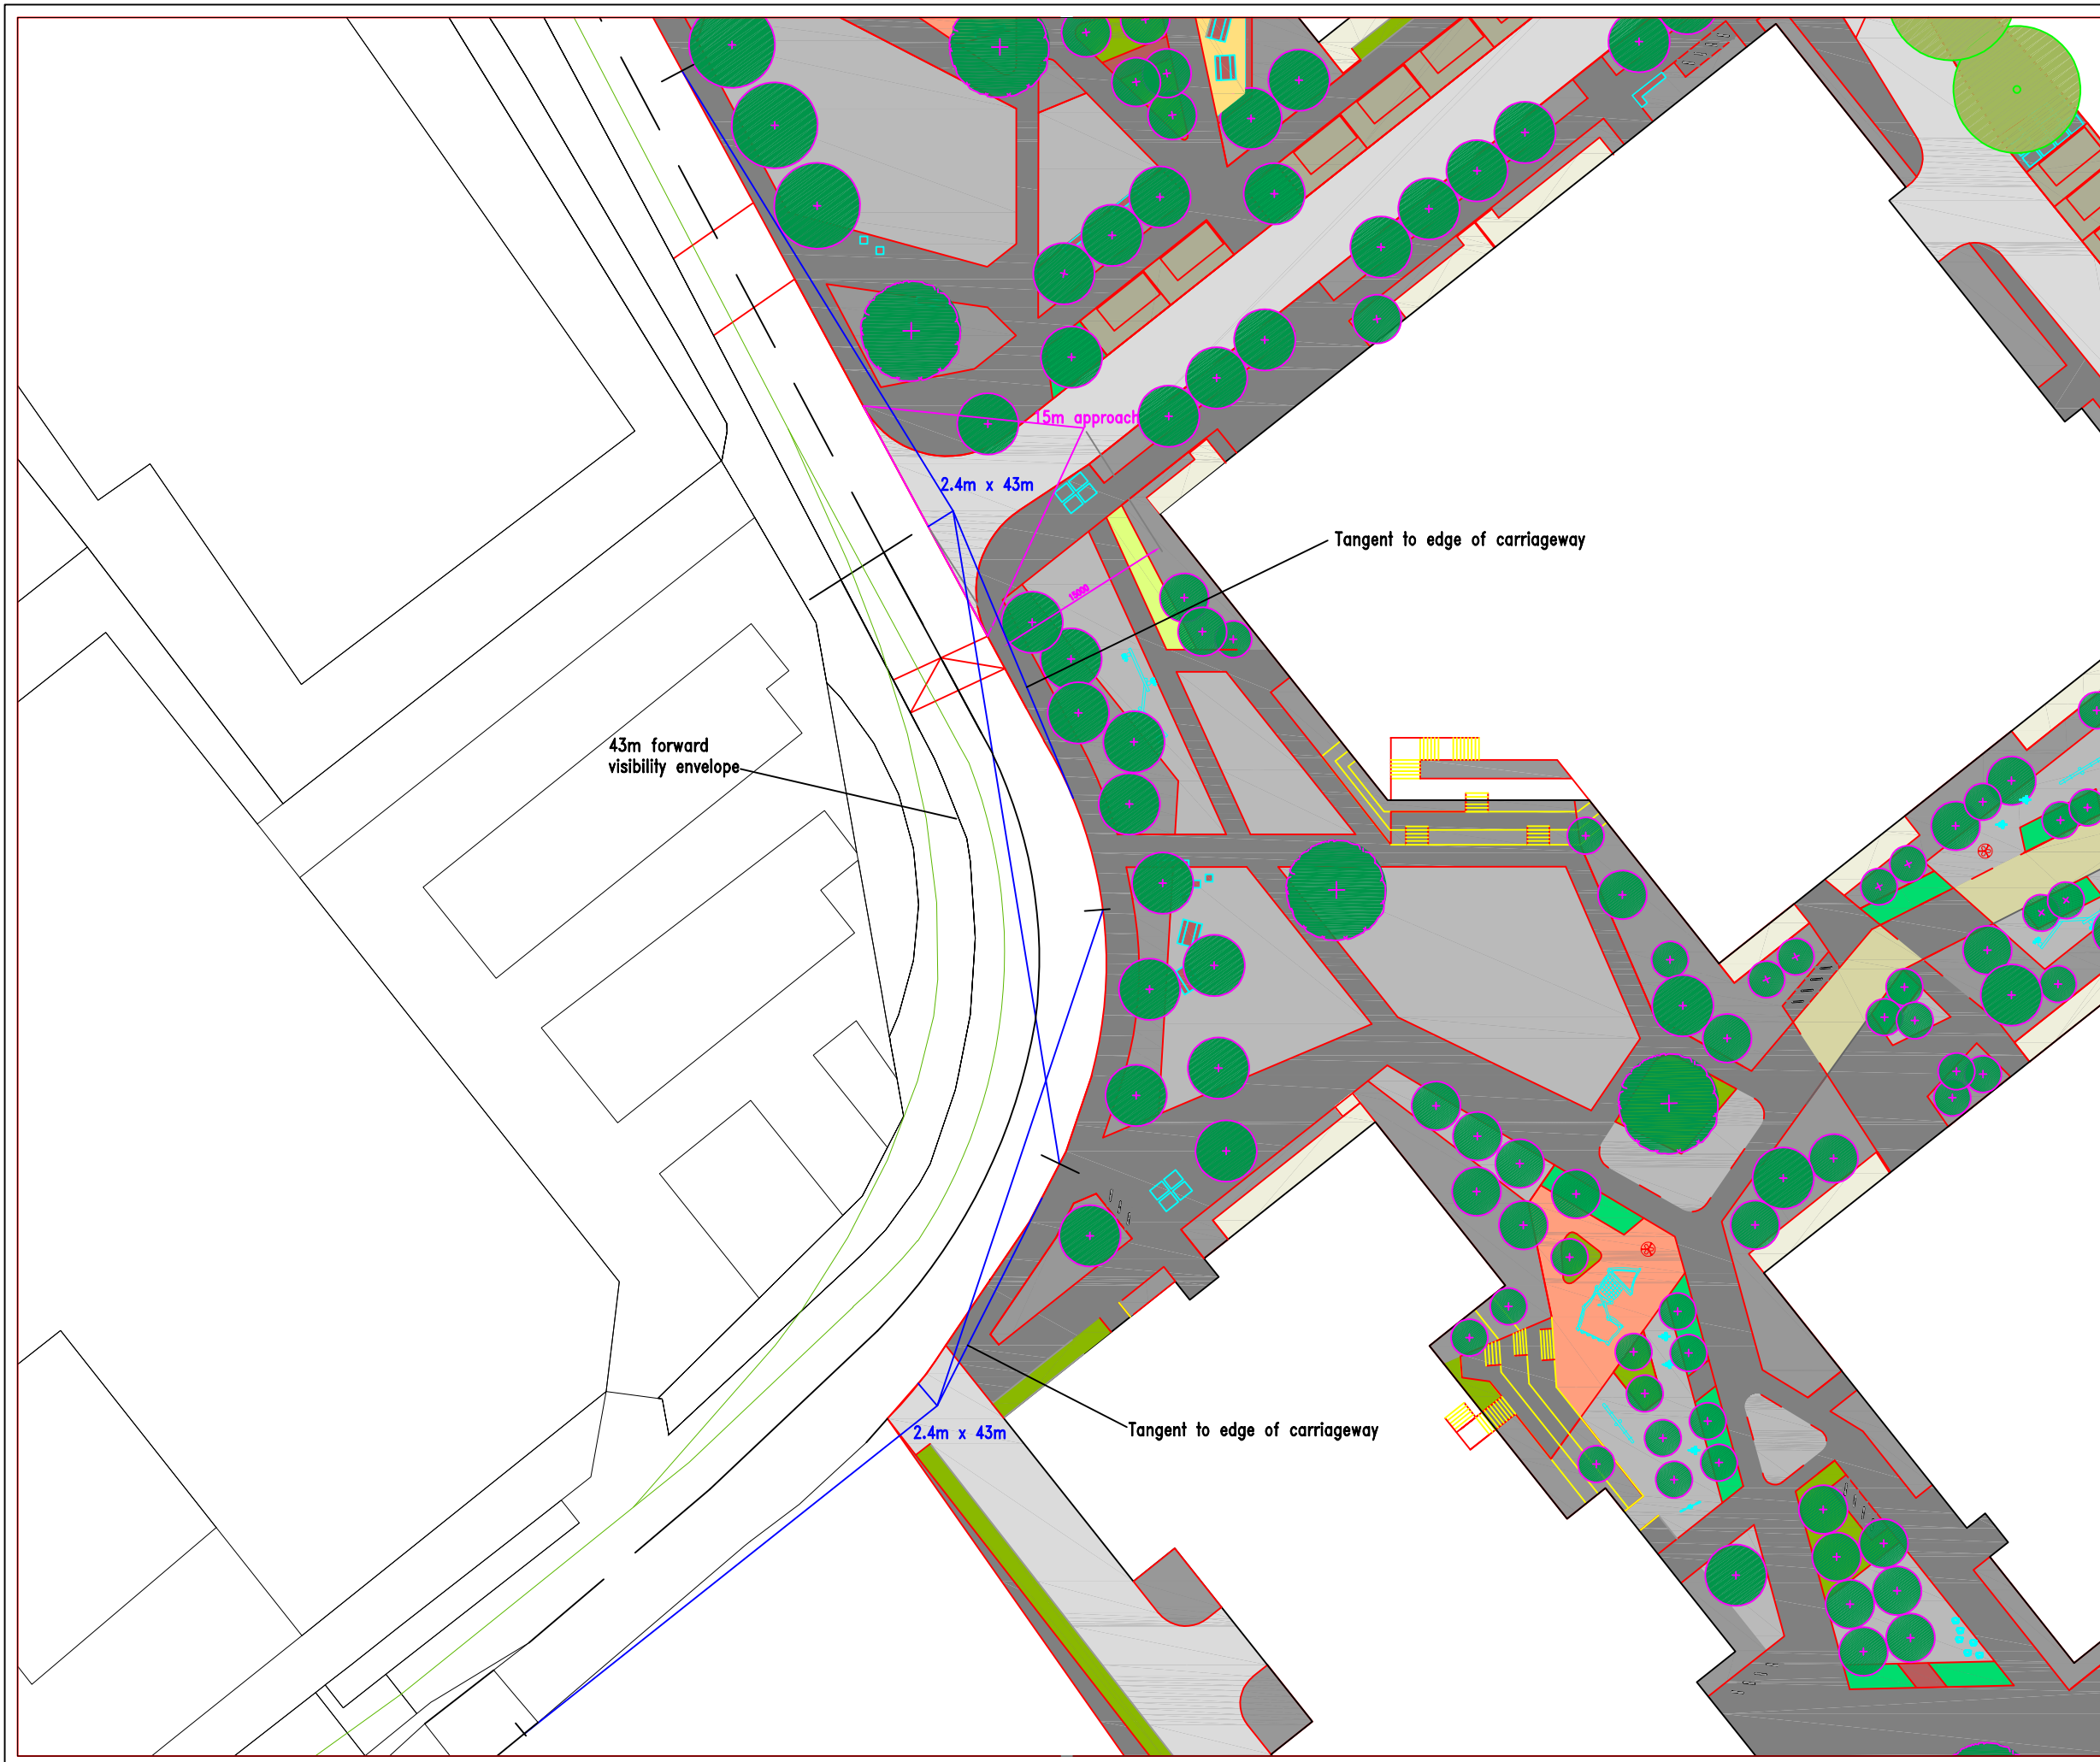 15m approach
2.4m x 43m
Tangent to edge of carriageway
15000
43m forward
visibility envelope
Tangent to edge of carriageway
2.4m x 43m